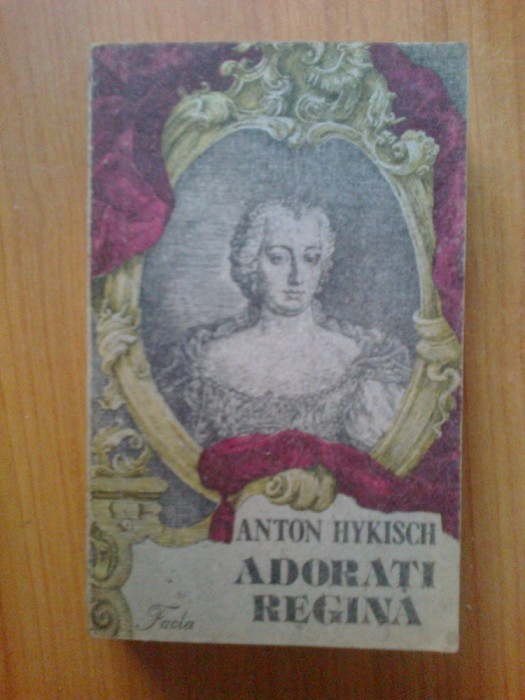 ANTON HYKISCH
ADORAȚI
REGINA
Facla